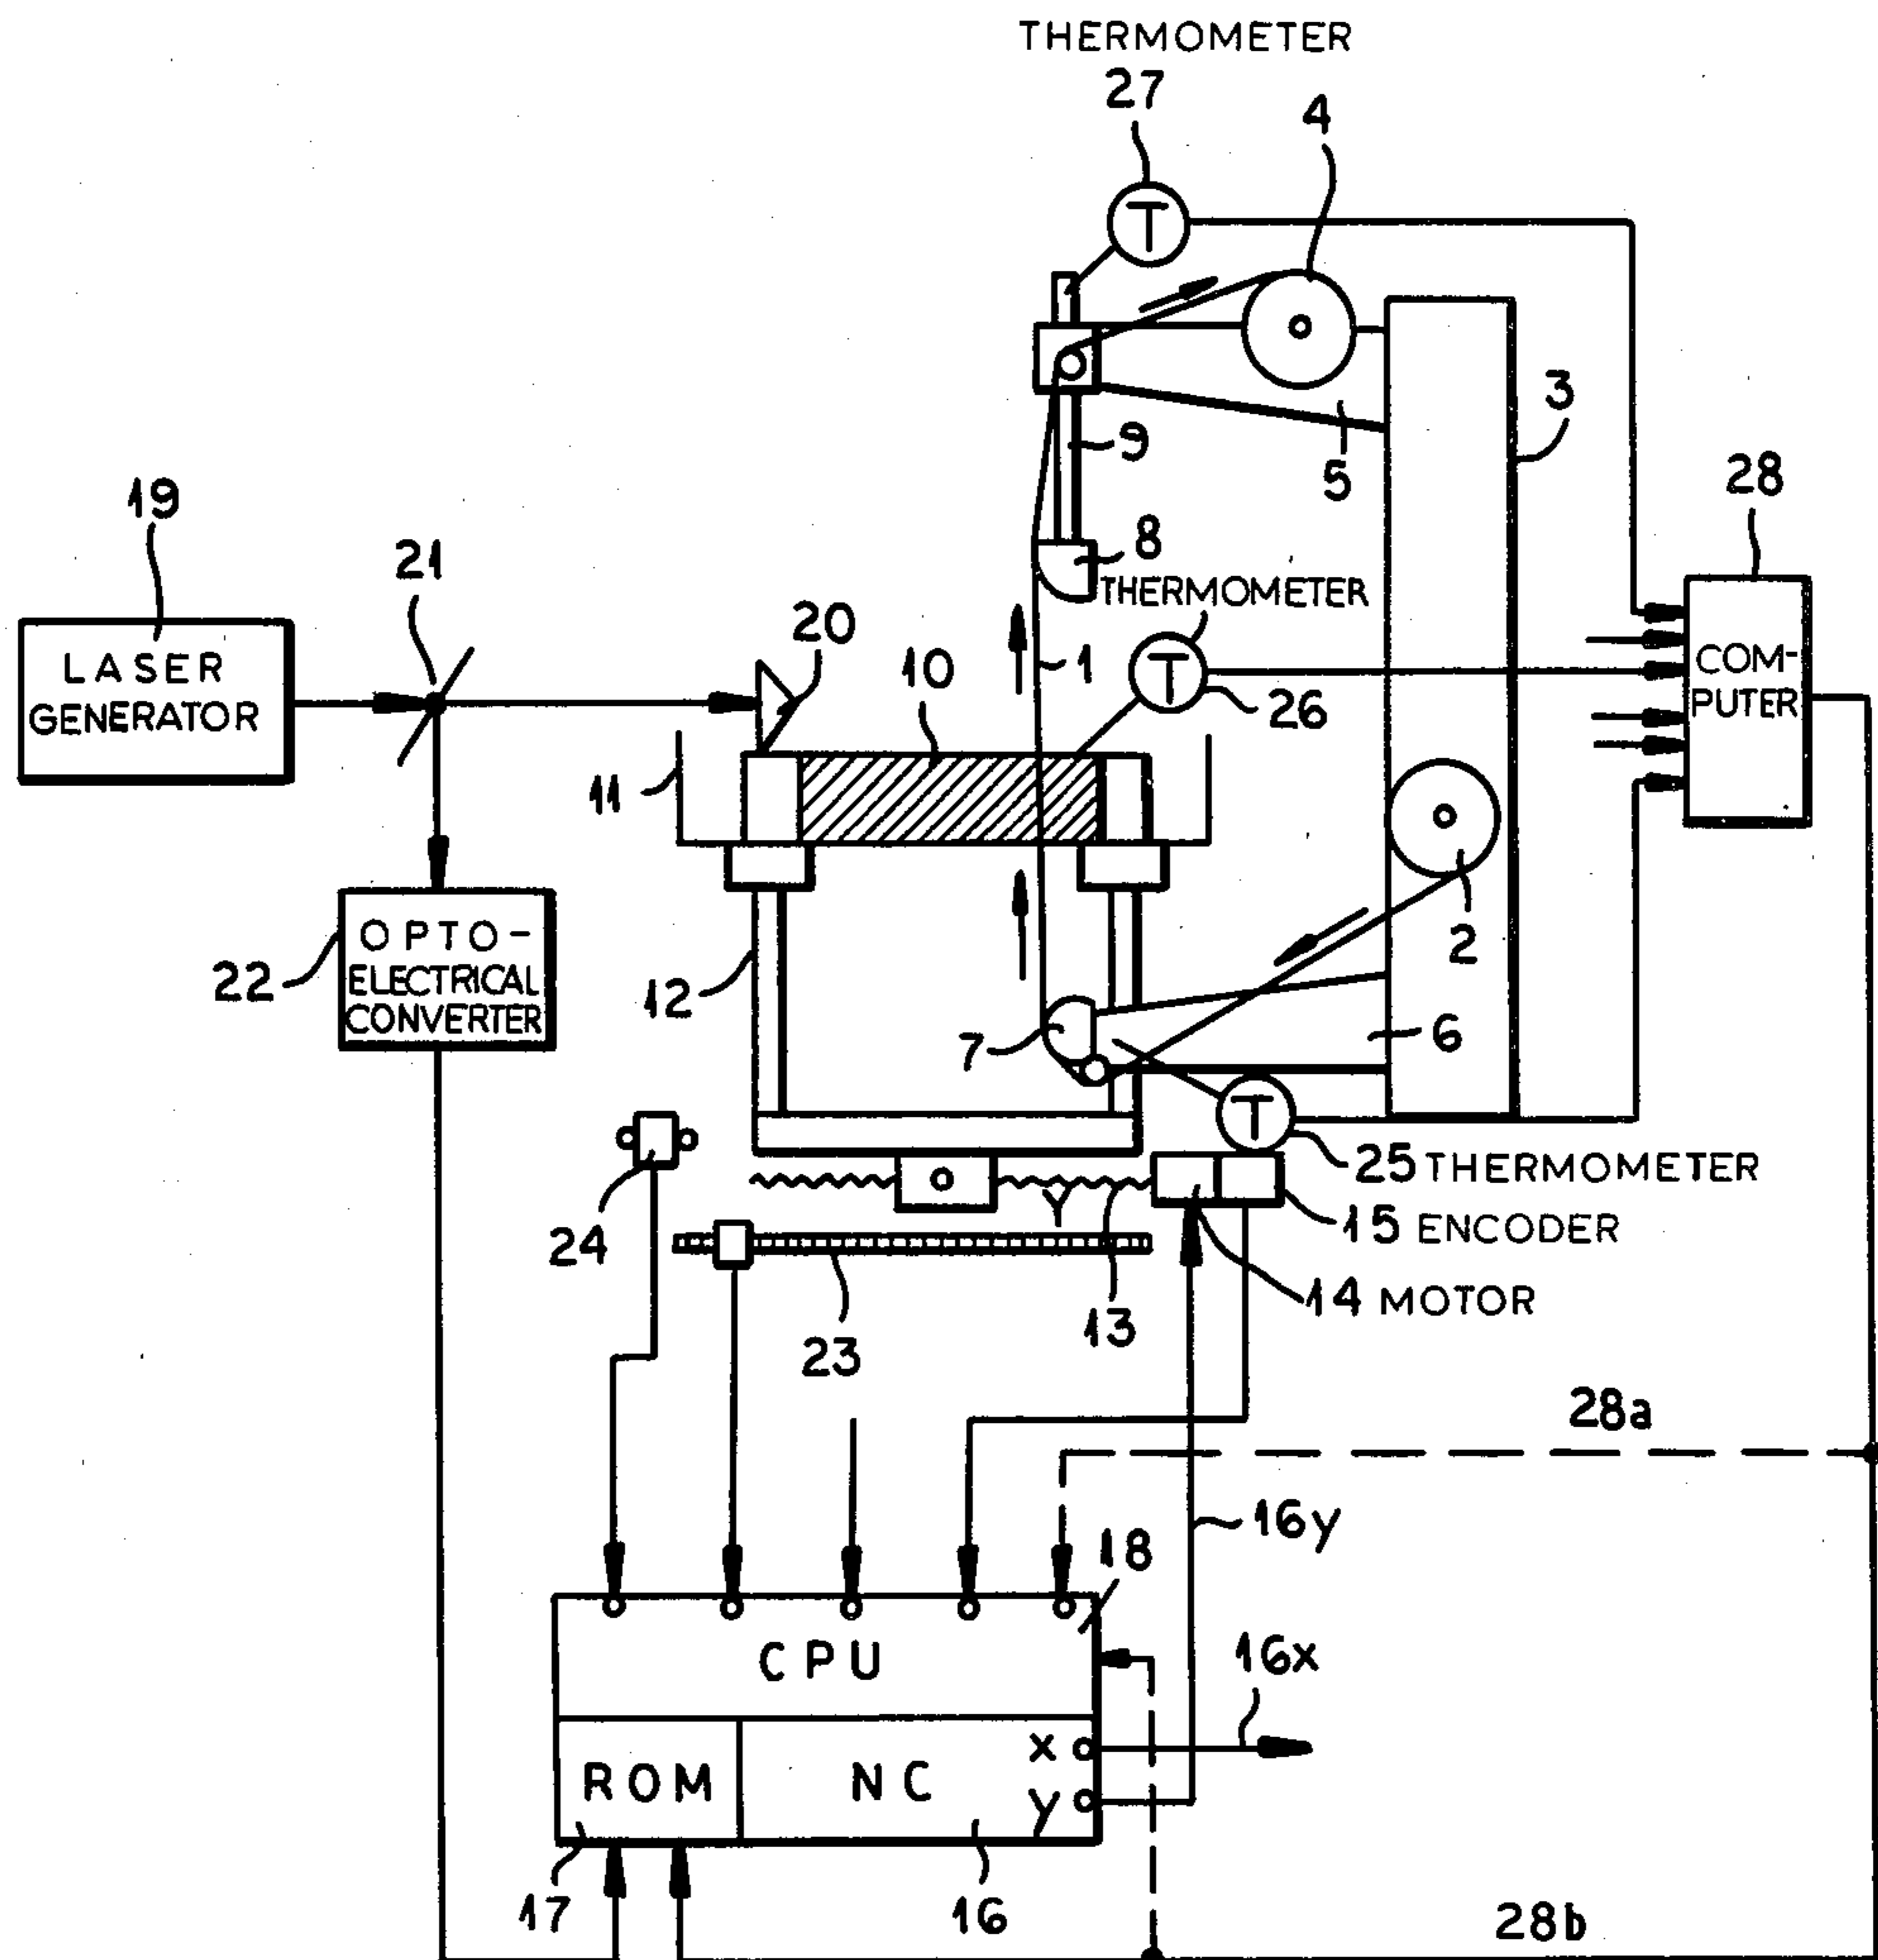 THERMOMETER
27
4
3
9
5
28
19
21
8
THERMOMETER
20
10
1
LASER
GENERATOR
COM-
PUTER
26
11
2
OPTO-
ELECTRICAL
CONVERTER
22
12
7
6
25 THERMOMETER
24
15 ENCODER
14 MOTOR
13
23
28a
16y
18
CPU
16x
x
ROM
NC
y
17
16
28b
T
T
T
Y